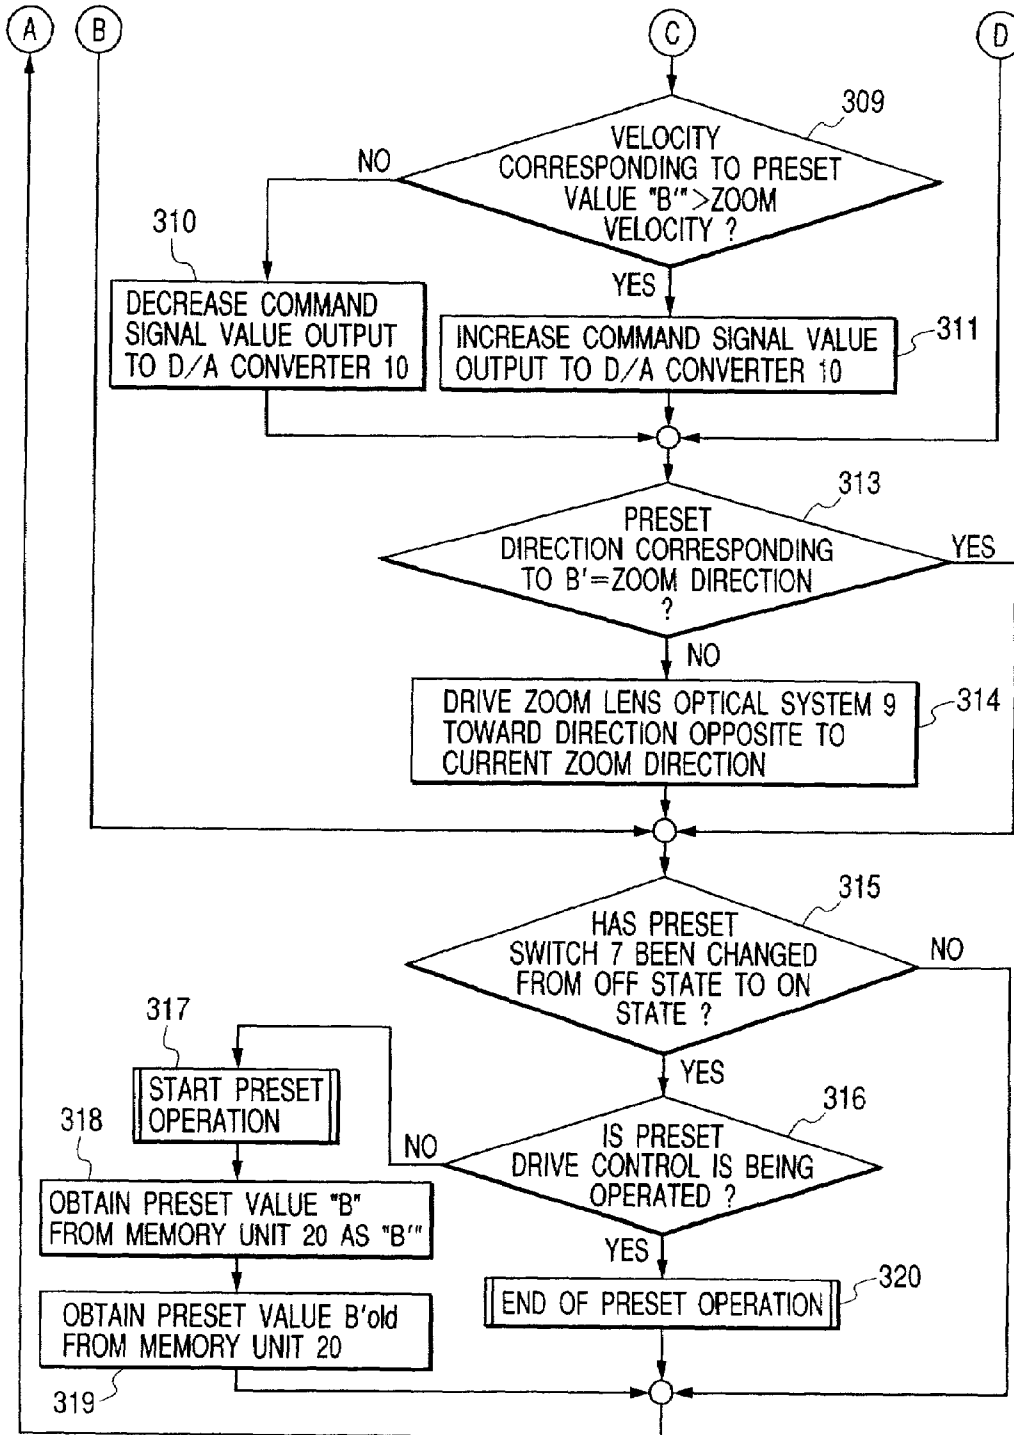 A
B
C
D
309
VELOCITY
CORRESPONDING TO PRESET
VALUE "B'">ZOOM
VELOCITY ?
NO
YES
310
DECREASE COMMAND
SIGNAL VALUE OUTPUT
TO D/A CONVERTER 10
311
INCREASE COMMAND SIGNAL VALUE
OUTPUT TO D/A CONVERTER 10
313
PRESET
DIRECTION CORRESPONDING
TO B'=ZOOM DIRECTION
?
YES
NO
314
DRIVE ZOOM LENS OPTICAL SYSTEM 9
TOWARD DIRECTION OPPOSITE TO
CURRENT ZOOM DIRECTION
315
HAS PRESET
SWITCH 7 BEEN CHANGED
FROM OFF STATE TO ON
STATE ?
NO
YES
316
IS PRESET
DRIVE CONTROL IS BEING
OPERATED ?
NO
YES
317
START PRESET
OPERATION
318
OBTAIN PRESET VALUE "B"
FROM MEMORY UNIT 20 AS "B'"
319
OBTAIN PRESET VALUE B'old
FROM MEMORY UNIT 20
320
END OF PRESET OPERATION